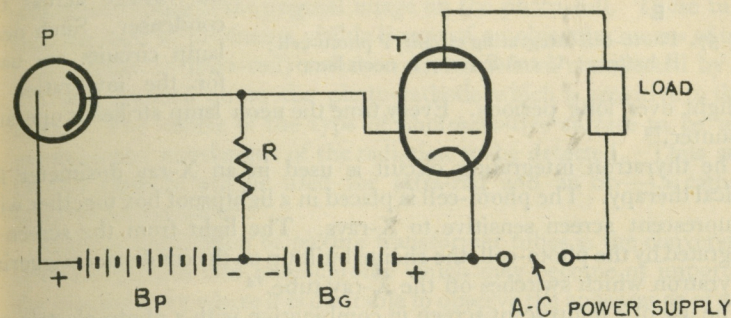 P
T
LOAD
R
+ - - +
Bp
BG
A-C POWER SUPPLY